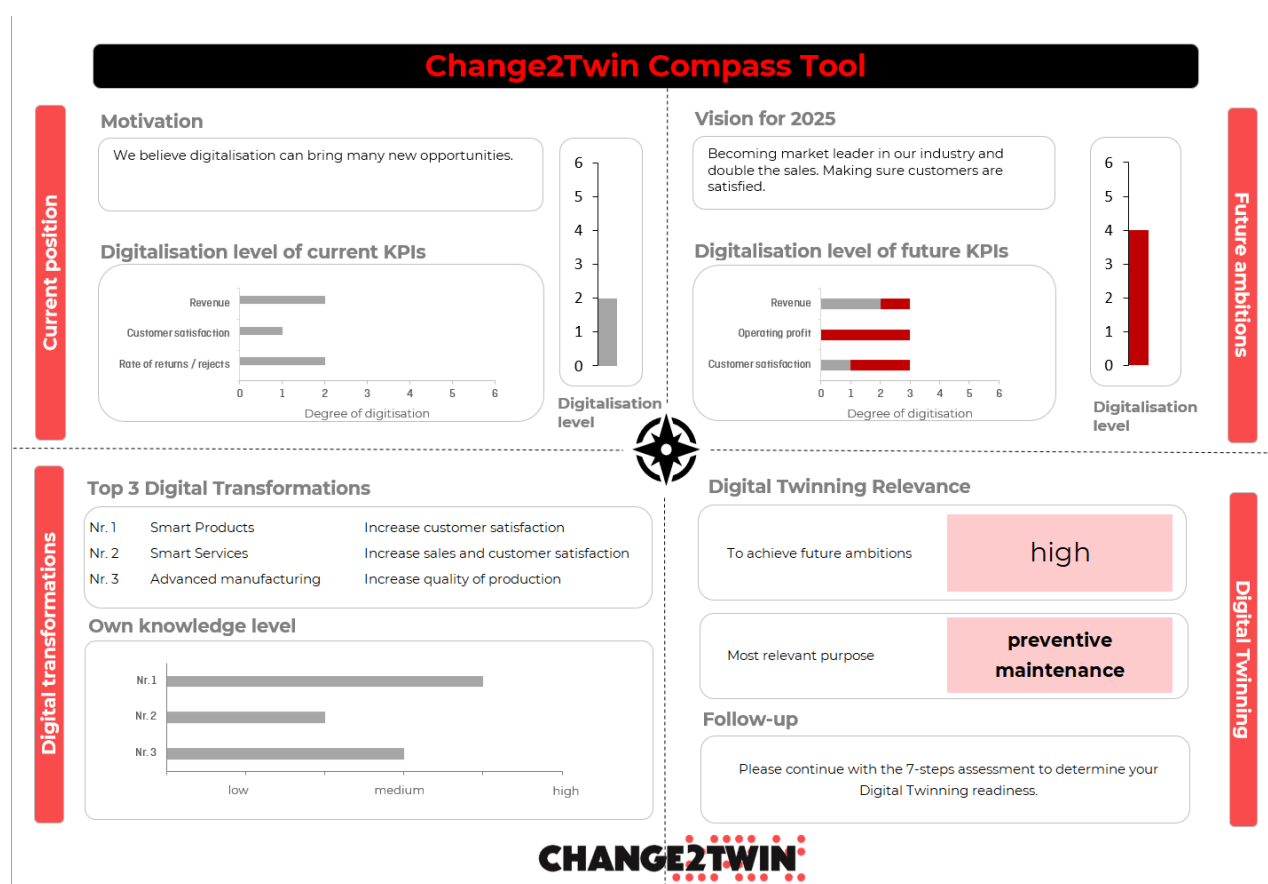 Change2Twin Compass Tool
Current position
Motivation
We believe digitalisation can bring many new opportunities.
Digitalisation level of current KPIs
Revenue
Customer satisfaction
Rate of returns / rejects
0 1 2 3 4 5 6
Degree of digitisation
6
5
4
3
2
1
0
Digitalisation
level
Vision for 2025
Becoming market leader in our industry and
double the sales. Making sure customers are
satisfied.
Digitalisation level of future KPIs
Revenue
Operating profit
Customer satisfaction
0 1 2 3 4 5 6
Degree of digitisation
6
5
4
3
2
1
0
Digitalisation
level
Future ambitions
Digital transformations
Top 3 Digital Transformations
Nr. 1 Smart Products Increase customer satisfaction
Nr. 2 Smart Services Increase sales and customer satisfaction
Nr. 3 Advanced manufacturing Increase quality of production
Own knowledge level
Nr. 1
Nr. 2
Nr. 3
low medium high
Digital Twinning Relevance
To achieve future ambitions
high
Most relevant purpose
preventive
maintenance
Follow-up
Please continue with the 7-steps assessment to determine your
Digital Twinning readiness.
Digital Twinning
CHANGE2TWIN